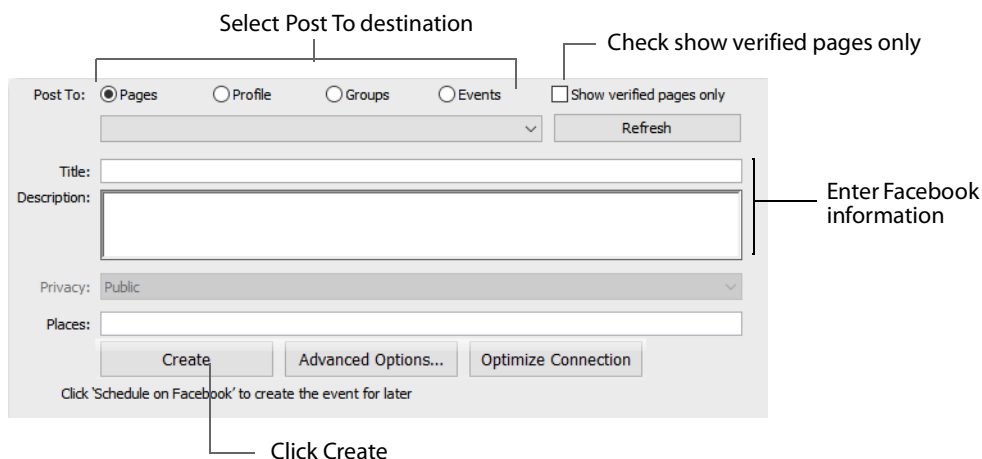 Select Post To destination
Check show verified pages only
Post To: Pages Profile Groups Events Show verified pages only
Refresh
Title:
Description:
Enter Facebook
information
Privacy: Public
Places:
Create Advanced Options... Optimize Connection
Click 'Schedule on Facebook' to create the event for later
Click Create